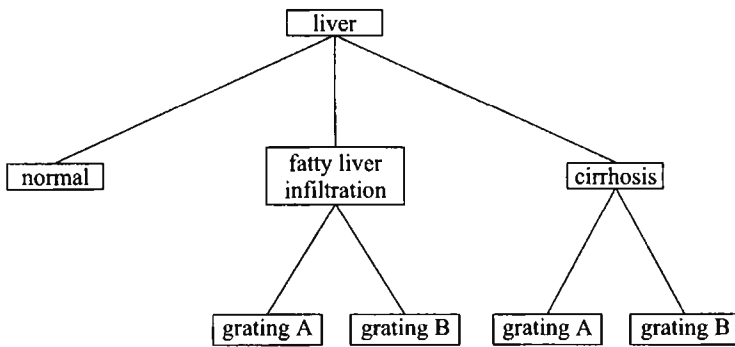 liver
normal
fatty liver
infiltration
cirrhosis
grating A
grating B
grating A
grating B